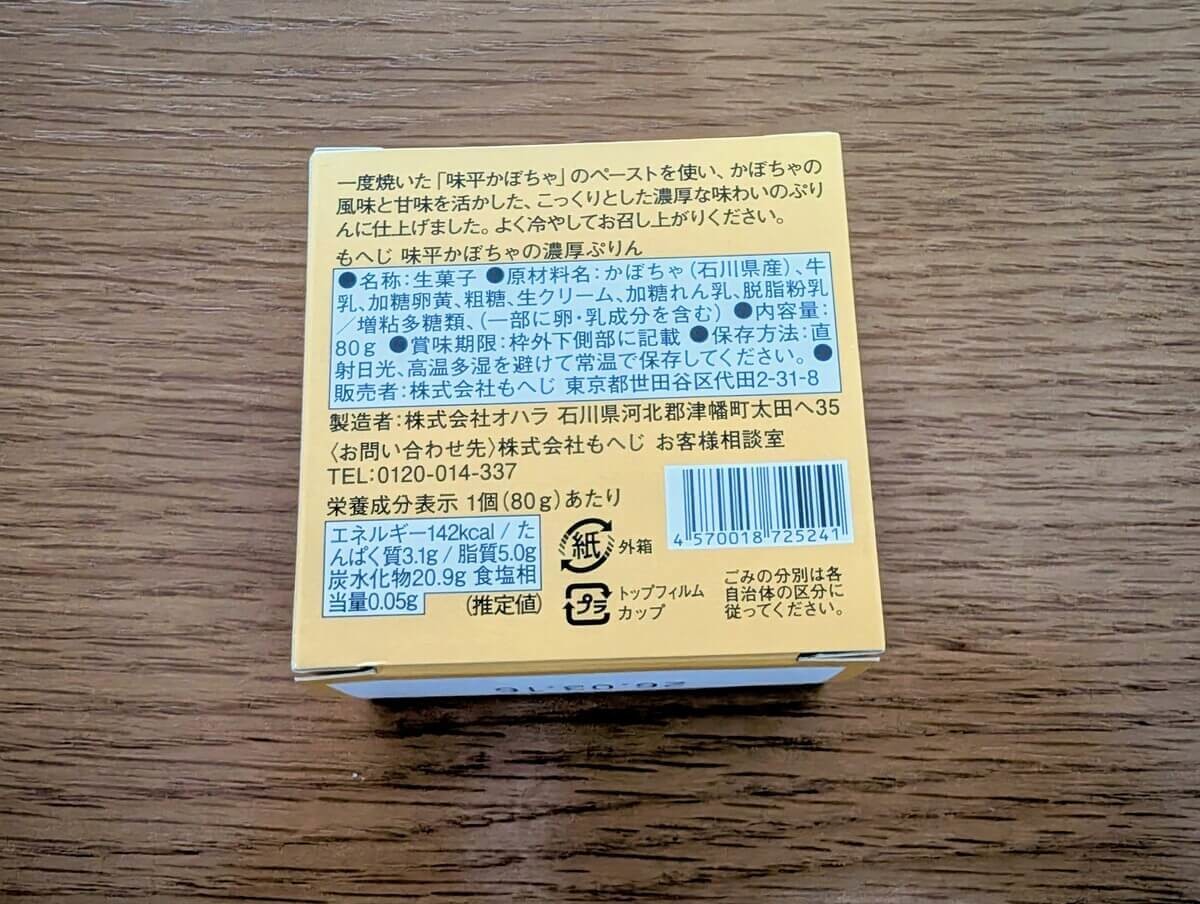 一度焼いた「味平かぼちゃ」のペーストを使い、かぼちゃの
風味と甘味を活かした、こっくりとした濃厚な味わいのぷり
んに仕上げました。よく冷やしてお召し上がりください。
もへじ 味平かぼちゃの濃厚ぷりん
●名称:生菓子 ●原材料名:かぼちゃ(石川県産)、牛
乳、加糖卵黄、粗糖、生クリーム、加糖れん乳、脱脂粉乳
/増粘多糖類、(一部に卵・乳成分を含む) ●内容量:
80g ●賞味期限:枠外下側部に記載 ●保存方法:直
射日光、高温多湿を避けて常温で保存してください。●
販売者:株式会社もへじ 東京都世田谷区代田2-31-8
製造者:株式会社オハラ 石川県河北郡津幡町太田へ35
〈お問い合わせ先〉株式会社もへじ お客様相談室
TEL:0120-014-337
栄養成分表示 1個(80g)あたり
エネルギー142kcal / た
んぱく質3.1g / 脂質5.0g
炭水化物20.9g 食塩相
当量0.05g (推定値)
紙 外箱
プラ トップフィルム
カップ
4 570018 725241
ごみの分別は各
自治体の区分に
従ってください。
26.03.16